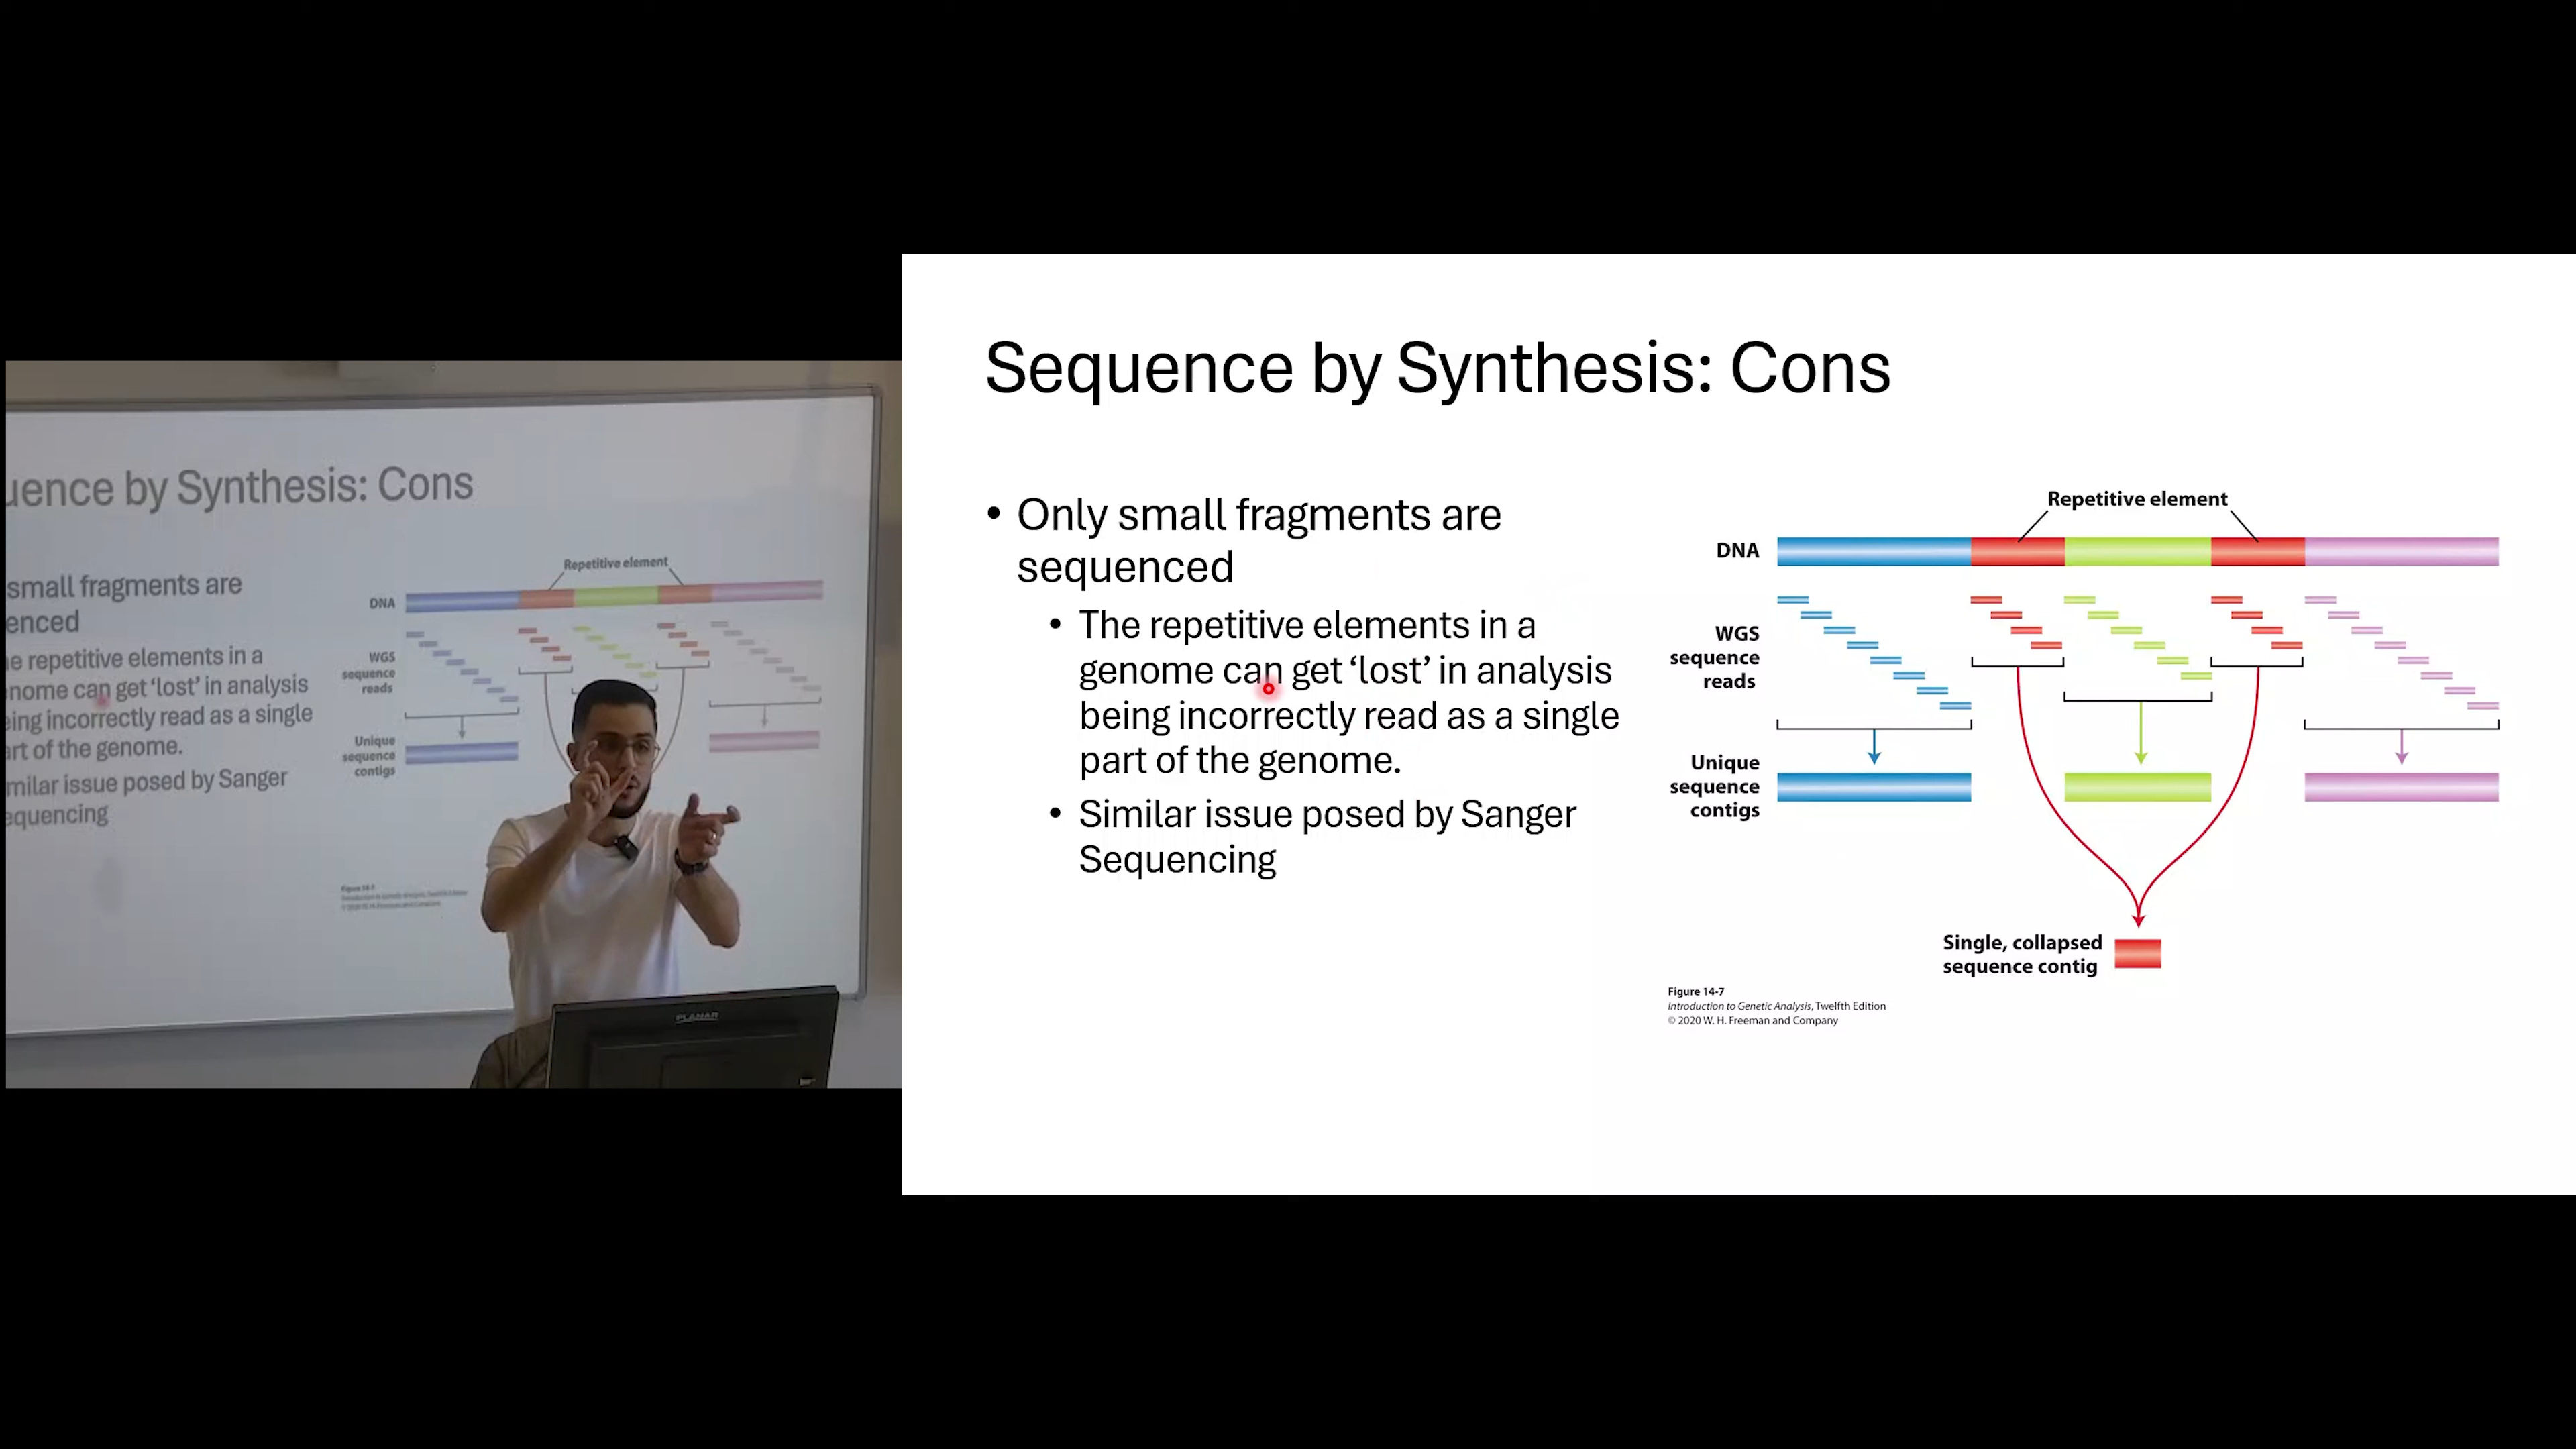 uence by Synthesis: Cons
small fragments are
enced
e repetitive elements in a
nome can get ‘lost’ in analysis
eing incorrectly read as a single
art of the genome.
milar issue posed by Sanger
equencing
Repetitive element
DNA
WGS
sequence
reads
Unique
sequence
contigs
Figure 14-7
PLANAR
Sequence by Synthesis: Cons
• Only small fragments are
sequenced
• The repetitive elements in a
genome can get ‘lost’ in analysis
being incorrectly read as a single
part of the genome.
• Similar issue posed by Sanger
Sequencing
Repetitive element
DNA
WGS
sequence
reads
Unique
sequence
contigs
Single, collapsed
sequence contig
Figure 14-7
Introduction to Genetic Analysis, Twelfth Edition
© 2020 W. H. Freeman and Company